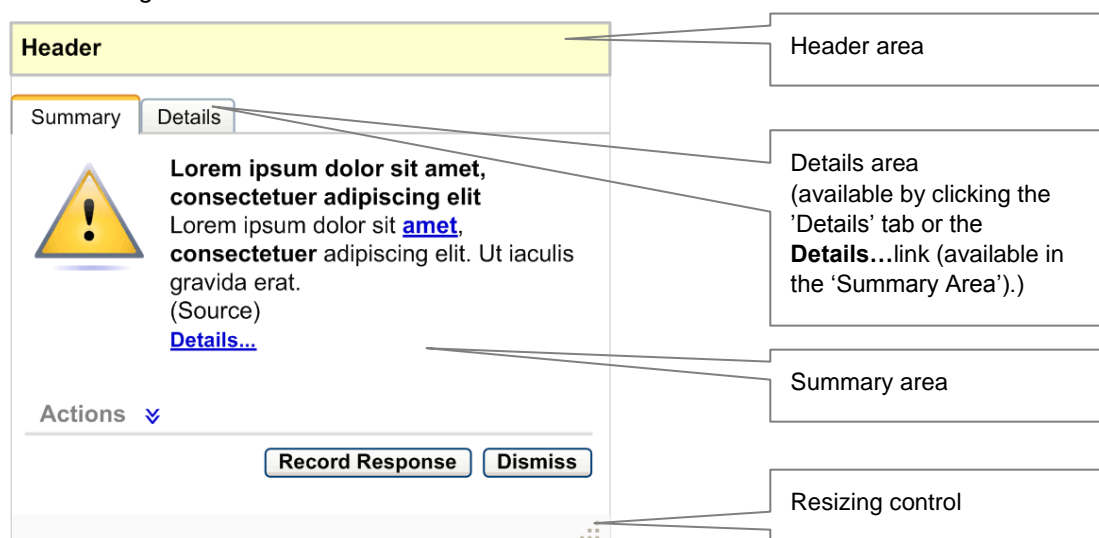 Header
Summary
Details
Lorem ipsum dolor sit amet,
consectetuer adipiscing elit
Lorem ipsum dolor sit amet,
consectetuer adipiscing elit. Ut iaculis
gravida erat.
(Source)
Details...
Actions
Record Response
Dismiss
Header area
Details area
(available by clicking the
’Details’ tab or the
Details…link (available in
the ‘Summary Area’).)
Summary area
Resizing control